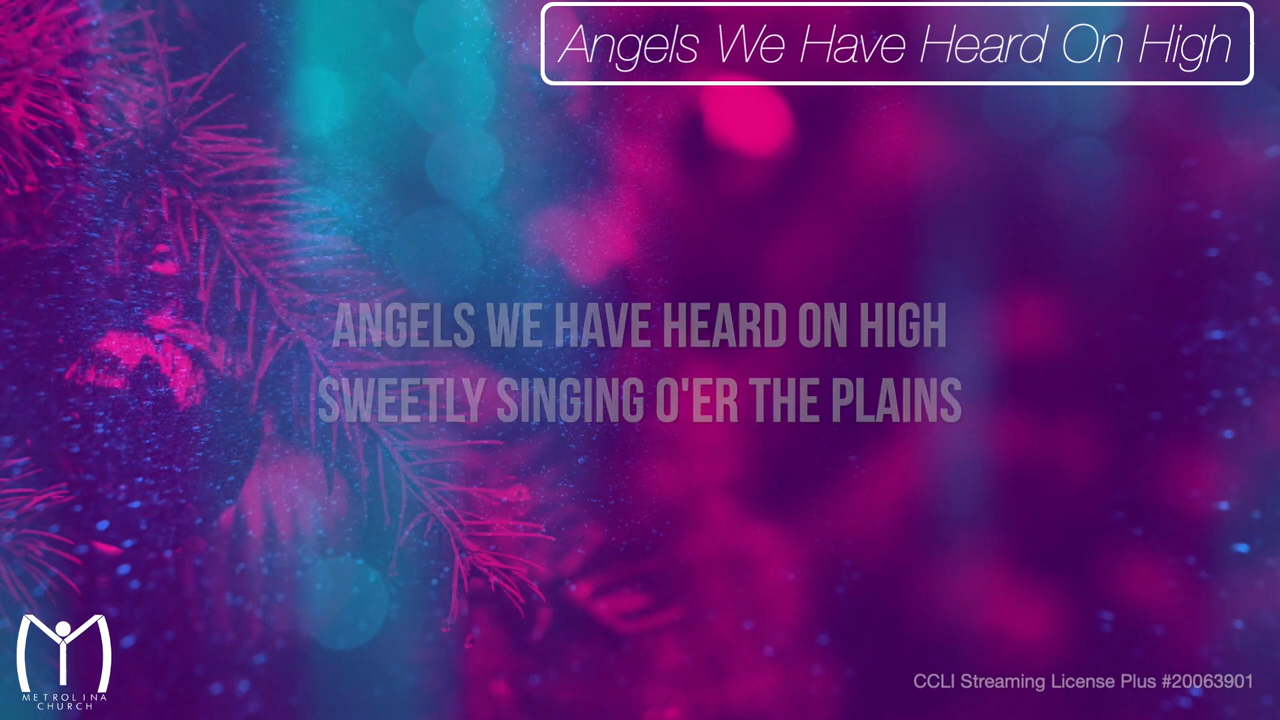 Angels We Have Heard On High
ANGELS WE HAVE HEARD ON HIGH
SWEETLY SINGING O'ER THE PLAINS
METROLINA
CHURCH
CCLI Streaming License Plus #20063901